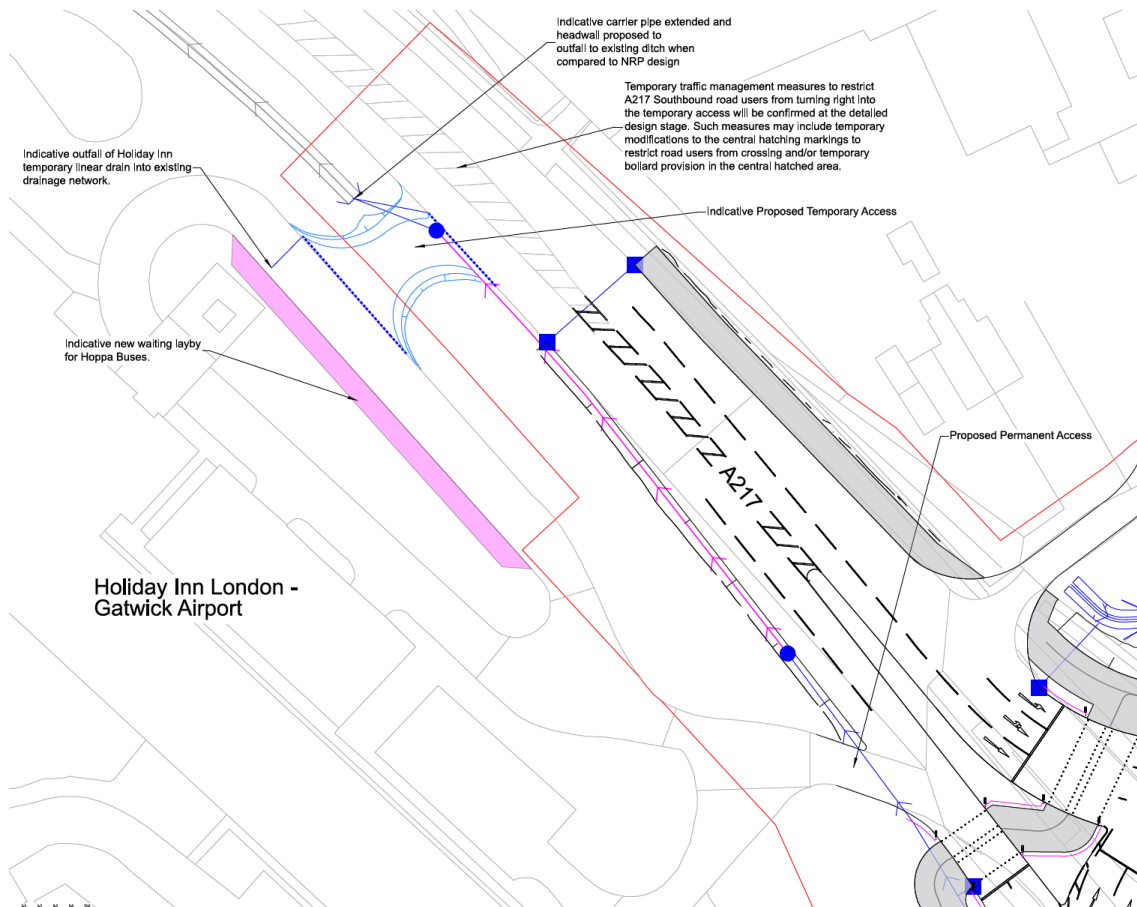 Indicative carrier pipe extended and
headwall proposed to
outfall to existing ditch when
compared to NRP design
Temporary traffic management measures to restrict
A217 Southbound road users from turning right into
the temporary access will be confirmed at the detailed
design stage. Such measures may include temporary
modifications to the central hatching markings to
restrict road users from crossing and/or temporary
bollard provision in the central hatched area.
Indicative outfall of Holiday Inn
temporary linear drain into existing
drainage network.
Indicative Proposed Temporary Access
Indicative new waiting layby
for Hoppa Buses.
Proposed Permanent Access
A217
Holiday Inn London -
Gatwick Airport